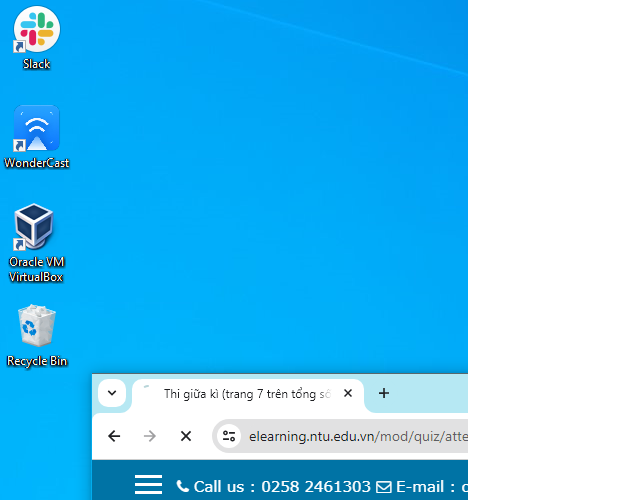 Slack
WonderCast
Oracle VM
VirtualBox
Recycle Bin
Thi giữa kì (trang 7 trên tổng số
elearning.ntu.edu.vn/mod/quiz/atte
Call us : 0258 2461303 E-mail :